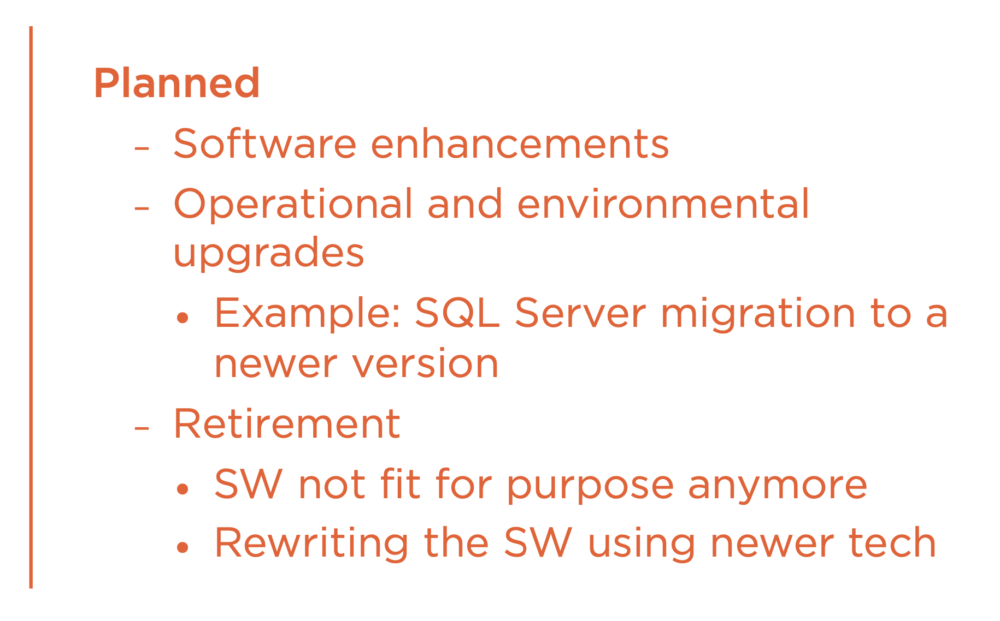 Planned
– Software enhancements
– Operational and environmental
upgrades
• Example: SQL Server migration to a
newer version
– Retirement
• SW not fit for purpose anymore
• Rewriting the SW using newer tech